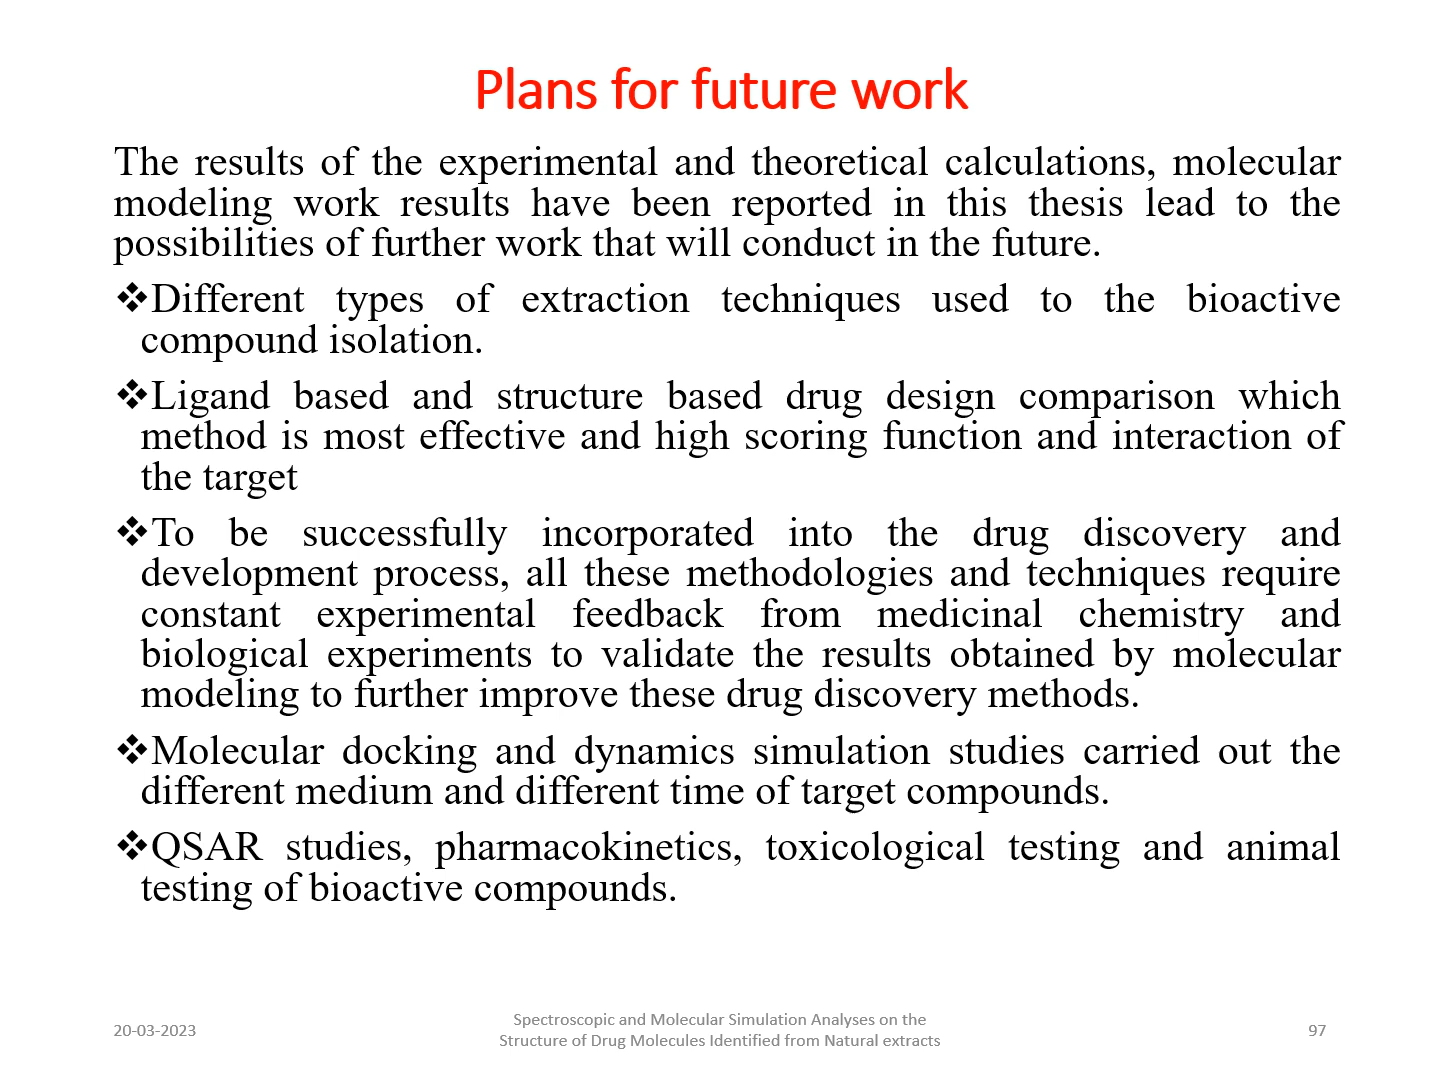 Plans for future work
The results of the experimental and theoretical calculations, molecular
modeling work results have been reported in this thesis lead to the
possibilities of further work that will conduct in the future.
❖Different types of extraction techniques used to the bioactive
compound isolation.
❖Ligand based and structure based drug design comparison which
method is most effective and high scoring function and interaction of
the target
❖To be successfully incorporated into the drug discovery and
development process, all these methodologies and techniques require
constant experimental feedback from medicinal chemistry and
biological experiments to validate the results obtained by molecular
modeling to further improve these drug discovery methods.
❖Molecular docking and dynamics simulation studies carried out the
different medium and different time of target compounds.
❖QSAR studies, pharmacokinetics, toxicological testing and animal
testing of bioactive compounds.
20-03-2023
Spectroscopic and Molecular Simulation Analyses on the
Structure of Drug Molecules Identified from Natural extracts
97